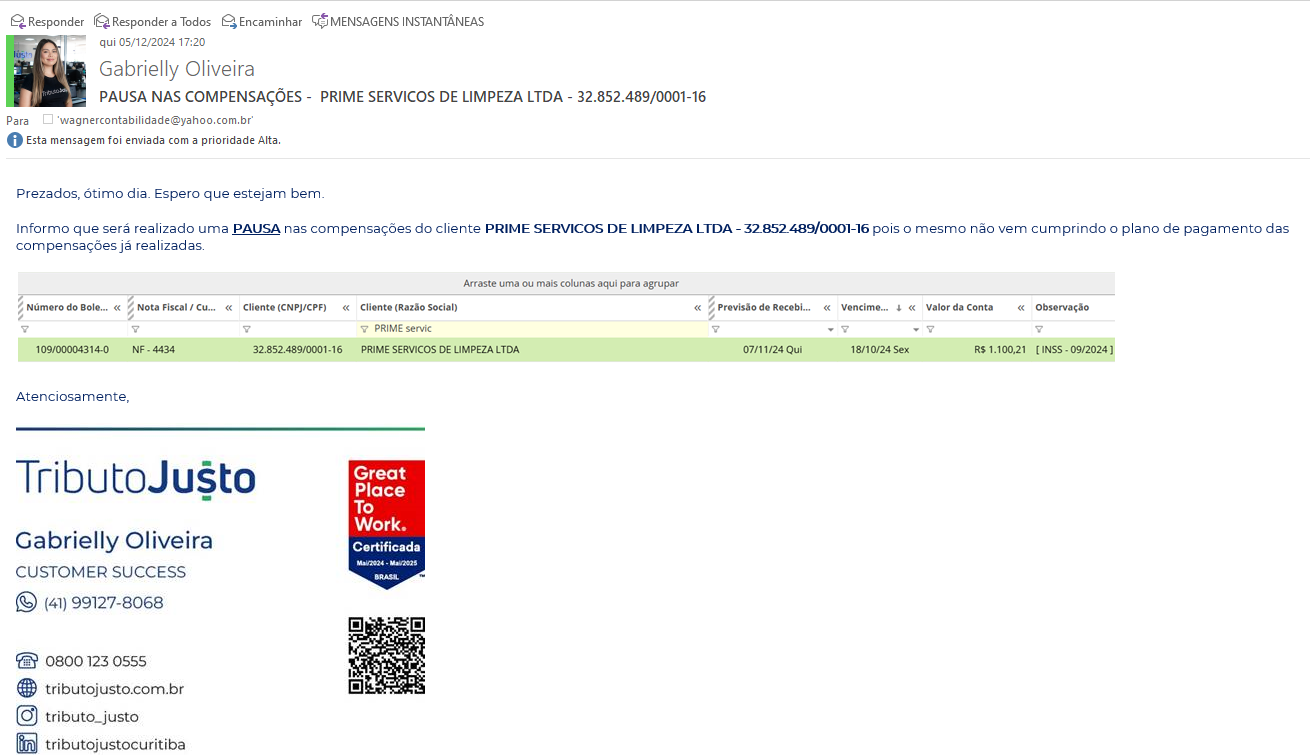 Responder Responder a Todos Encaminhar MENSAGENS INSTANTÂNEAS
qui 05/12/2024 17:20
Gabrielly Oliveira
PAUSA NAS COMPENSAÇÕES - PRIME SERVICOS DE LIMPEZA LTDA - 32.852.489/0001-16
Para 'wagnercontabilidade@yahoo.com.br'
Esta mensagem foi enviada com a prioridade Alta.
Prezados, ótimo dia. Espero que estejam bem.
Informo que será realizado uma PAUSA nas compensações do cliente PRIME SERVICOS DE LIMPEZA LTDA - 32.852.489/0001-16 pois o mesmo não vem cumprindo o plano de pagamento das
compensações já realizadas.
Arraste uma ou mais colunas aqui para agrupar
Número do Bole... « Nota Fiscal / Cu... « Cliente (CNPJ/CPF) « Cliente (Razão Social) « Previsão de Recebi... « Vencime... ↓ « Valor da Conta « Observação
PRIME servic
109/00004314-0 NF - 4434 32.852.489/0001-16 PRIME SERVICOS DE LIMPEZA LTDA 07/11/24 Qui 18/10/24 Sex R$ 1.100,21 [ INSS - 09/2024 ]
Atenciosamente,
TributoJusto
Gabrielly Oliveira
CUSTOMER SUCCESS
(41) 99127-8068
0800 123 0555
tributojusto.com.br
tributo_justo
tributojustocuritiba
Great
Place
To
Work.
Certificada
Mai/2024 - Mai/2025
BRASIL
TM